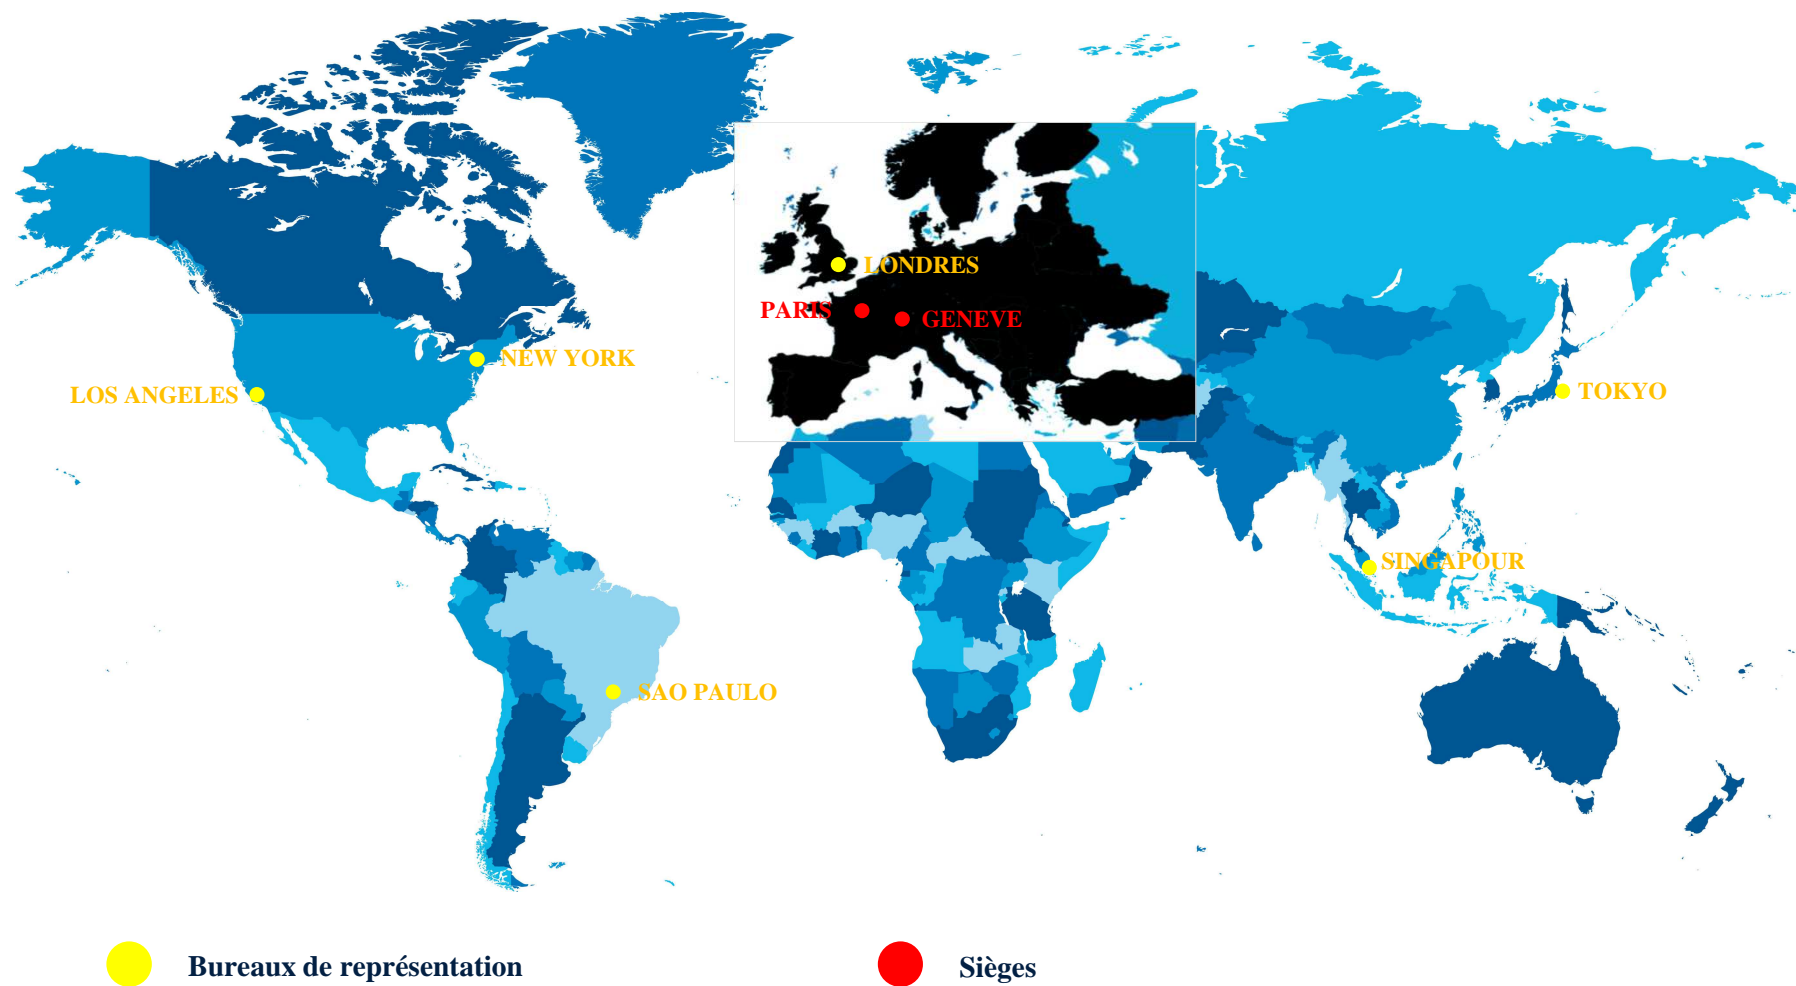 LONDRES
PARIS
GENEVE
NEW YORK
LOS ANGELES
TOKYO
SINGAPOUR
SAO PAULO
Bureaux de représentation
Sièges